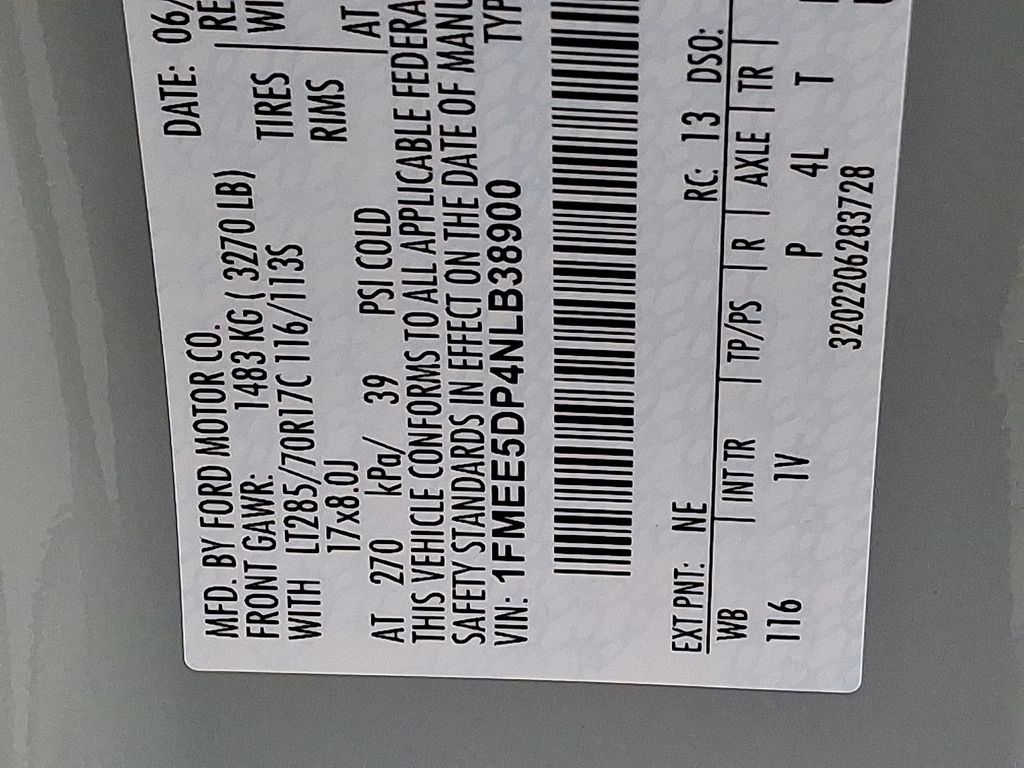 MFD. BY FORD MOTOR CO.
DATE: 06/
FRONT GAWR: 1483 KG ( 3270 LB)
WITH LT285/70R17C 116/113S TIRES
17x8.0J RIMS
AT 270 kPa/ 39 PSI COLD AT
THIS VEHICLE CONFORMS TO ALL APPLICABLE FEDERA
SAFETY STANDARDS IN EFFECT ON THE DATE OF MANU
VIN: 1FMEE5DP4NLB38900 TYP
EXT PNT: NE RC: 13 DSO:
WB | INT TR | TP/PS | R | AXLE | TR |
116 1V P 4L T
3202206283728